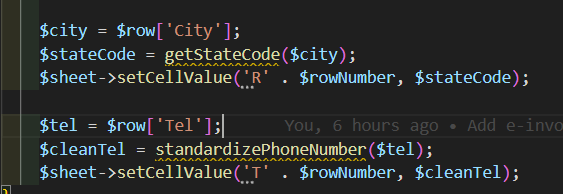 $city = $row['City'];
$stateCode = getStateCode($city);
$sheet->setCellValue('R' . $rowNumber, $stateCode);
$tel = $row['Tel']; You, 6 hours ago • Add e-invo
$cleanTel = standardizePhoneNumber($tel);
$sheet->setCellValue('T' . $rowNumber, $cleanTel);